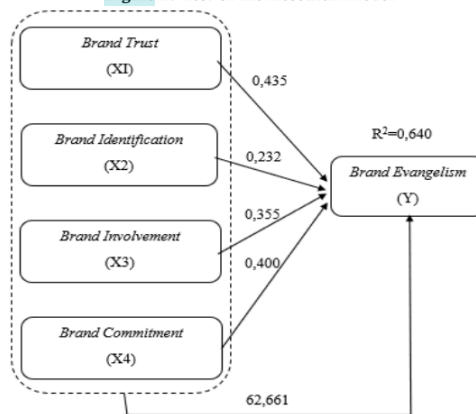 Brand Trust
(XI)
0,435
Brand Identification
(X2)
0,232
R²=0,640
Brand Evangelism
(Y)
Brand Involvement
(X3)
0,355
0,400
Brand Commitment
(X4)
62,661